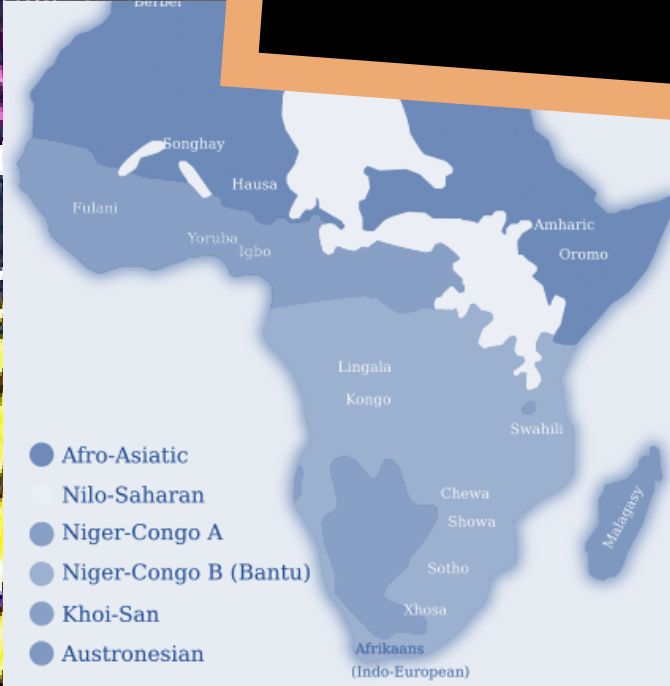 Berber
Songhay
Hausa
Fulani
Yoruba
Igbo
Amharic
Oromo
Lingala
Kongo
Swahili
Chewa
Showa
Sotho
Xhosa
Malagasy
Afrikaans
(Indo-European)
Afro-Asiatic
Nilo-Saharan
Niger-Congo A
Niger-Congo B (Bantu)
Khoi-San
Austronesian